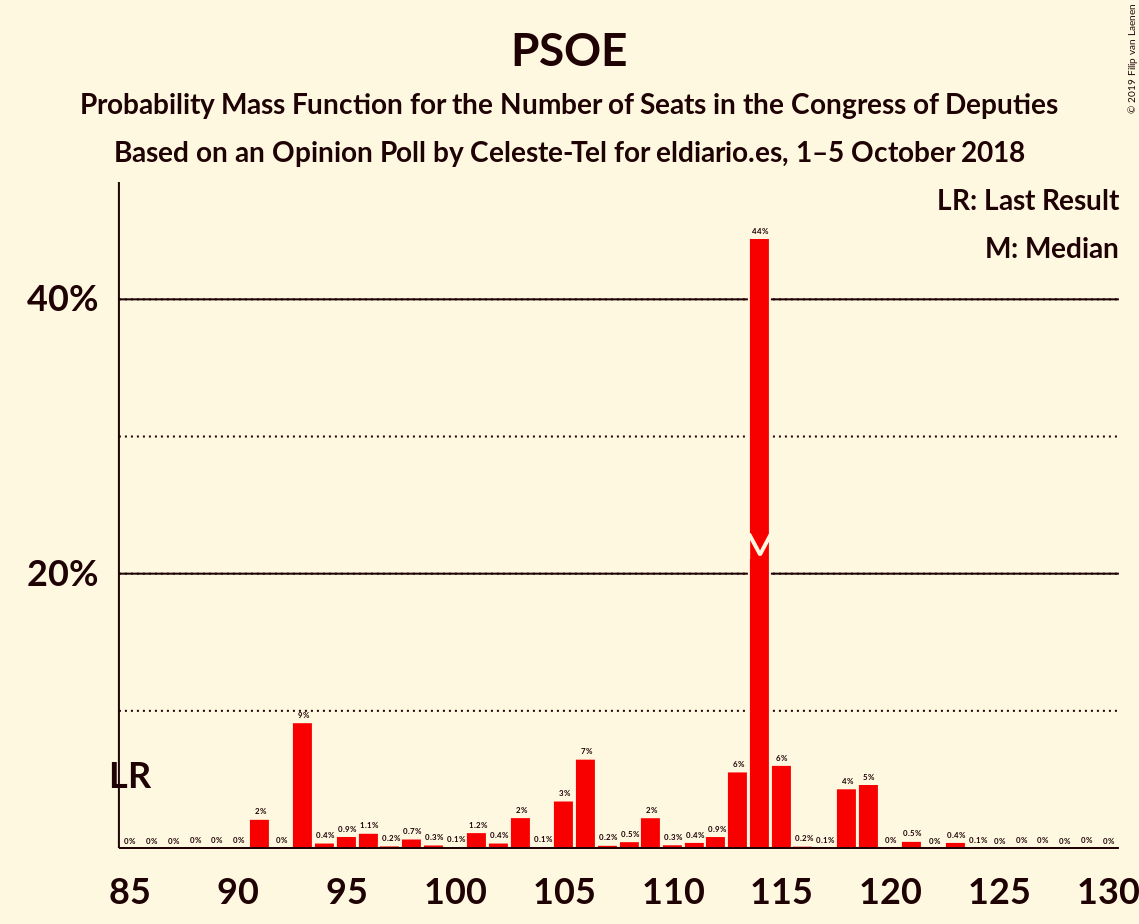 PSOE
Probability Mass Function for the Number of Seats in the Congress of Deputies
Based on an Opinion Poll by Celeste-Tel for eldiario.es, 1–5 October 2018
© 2019 Filip van Laenen
LR: Last Result
M: Median
44%
40%
20%
9%
LR
7%
6%
6%
5%
4%
3%
2%
2%
2%
0% 0% 0% 0% 0% 0% 0% 0.4% 0.9% 1.1% 0.2% 0.7% 0.3% 0.1% 1.2% 0.4% 0.1% 0.2% 0.5% 0.3% 0.4% 0.9% 0.2% 0.1% 0% 0.5% 0% 0.4% 0.1% 0% 0% 0% 0% 0% 0%
M
85 90 95 100 105 110 115 120 125 130